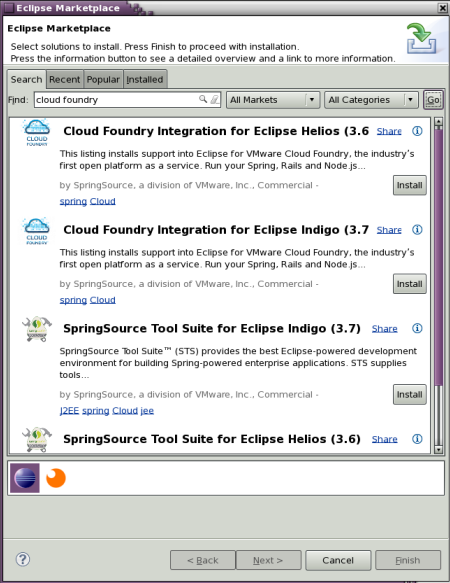 Eclipse Marketplace
Eclipse Marketplace
Select solutions to install. Press Finish to proceed with installation.
Press the information button to see a detailed overview and a link to more information.
Search Recent Popular Installed
Find: cloud foundry All Markets All Categories Go
Cloud Foundry Integration for Eclipse Helios (3.6 Share
CLOUD
FOUNDRY
This listing installs support into Eclipse for VMware Cloud Foundry, the industry's
first open platform as a service. Run your Spring, Rails and Node.js...
by SpringSource, a division of VMware, Inc., Commercial - Install
spring Cloud
Cloud Foundry Integration for Eclipse Indigo (3.7 Share
CLOUD
FOUNDRY
This listing installs support into Eclipse for VMware Cloud Foundry, the industry's
first open platform as a service. Run your Spring, Rails and Node.js...
by SpringSource, a division of VMware, Inc., Commercial - Install
spring Cloud
SpringSource Tool Suite for Eclipse Indigo (3.7) Share
SpringSource Tool Suite™ (STS) provides the best Eclipse-powered development
environment for building Spring-powered enterprise applications. STS supplies
tools...
by SpringSource, a division of VMware, Inc., Commercial - Install
J2EE spring Cloud jee
SpringSource Tool Suite for Eclipse Helios (3.6) Share
? < Back Next > Cancel Finish